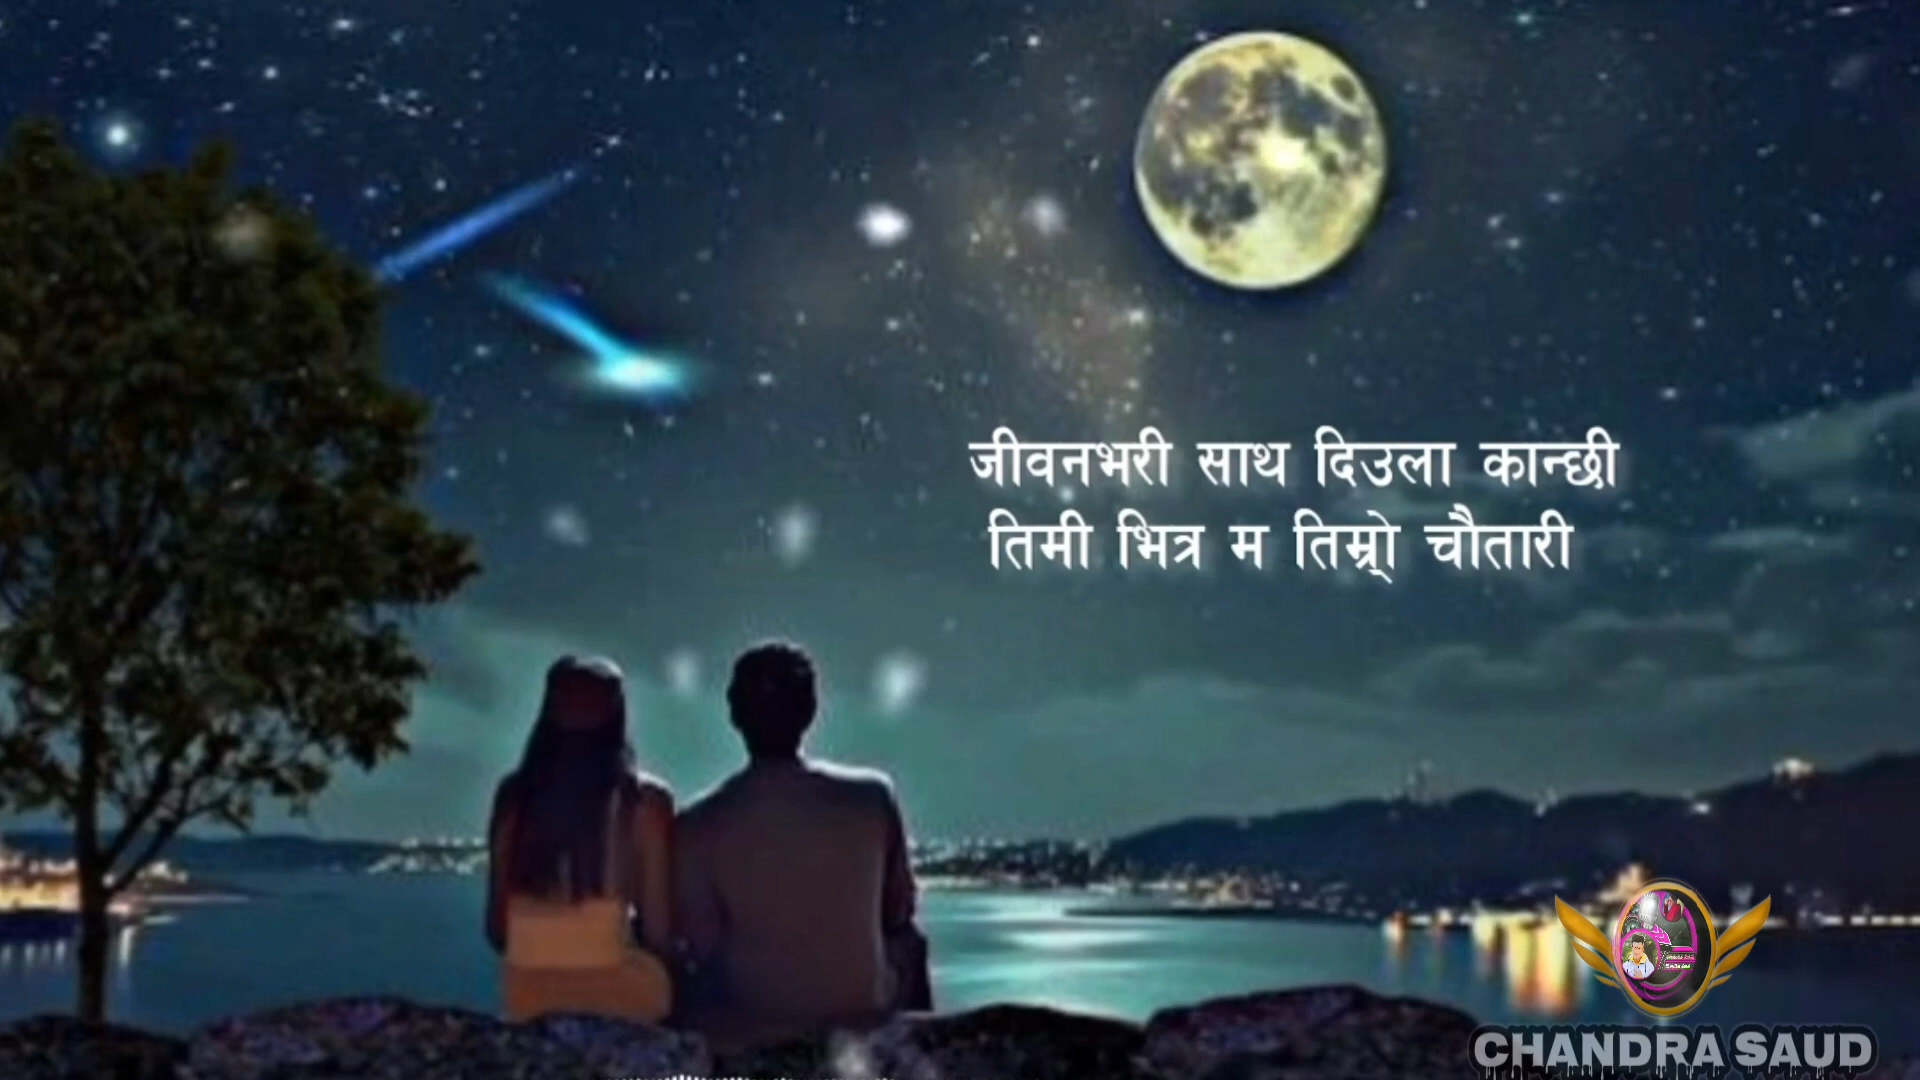 जीवनभरी साथ दिउला कान्छी
तिमी भित्र म तिम्रो् चौतारी
CHANDRA SAUD